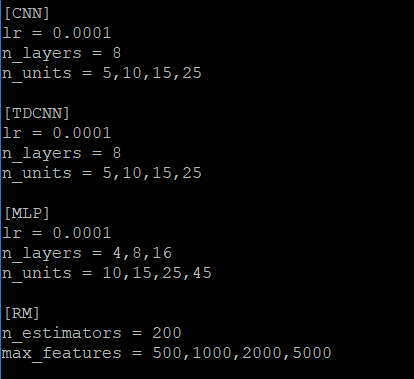 [CNN]
lr = 0.0001
n_layers = 8
n_units = 5,10,15,25
[TDCNN]
lr = 0.0001
n_layers = 8
n_units = 5,10,15,25
[MLP]
lr = 0.0001
n_layers = 4,8,16
n_units = 10,15,25,45
[RM]
n_estimators = 200
max_features = 500,1000,2000,5000